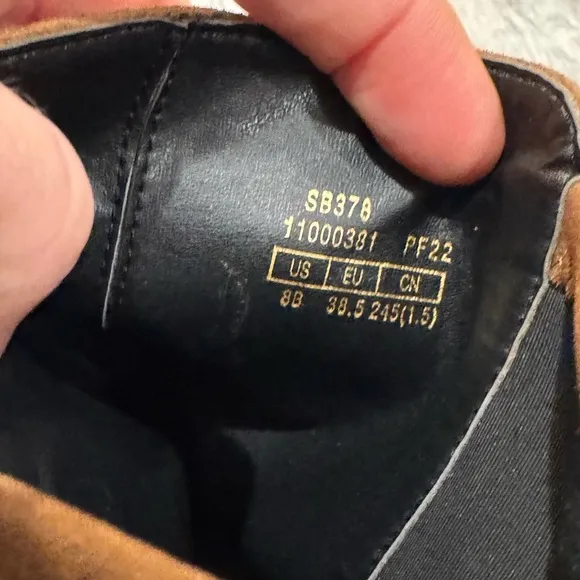 SB378
11000381 PF22
US EU CN
8B 38.5 245(1.5)